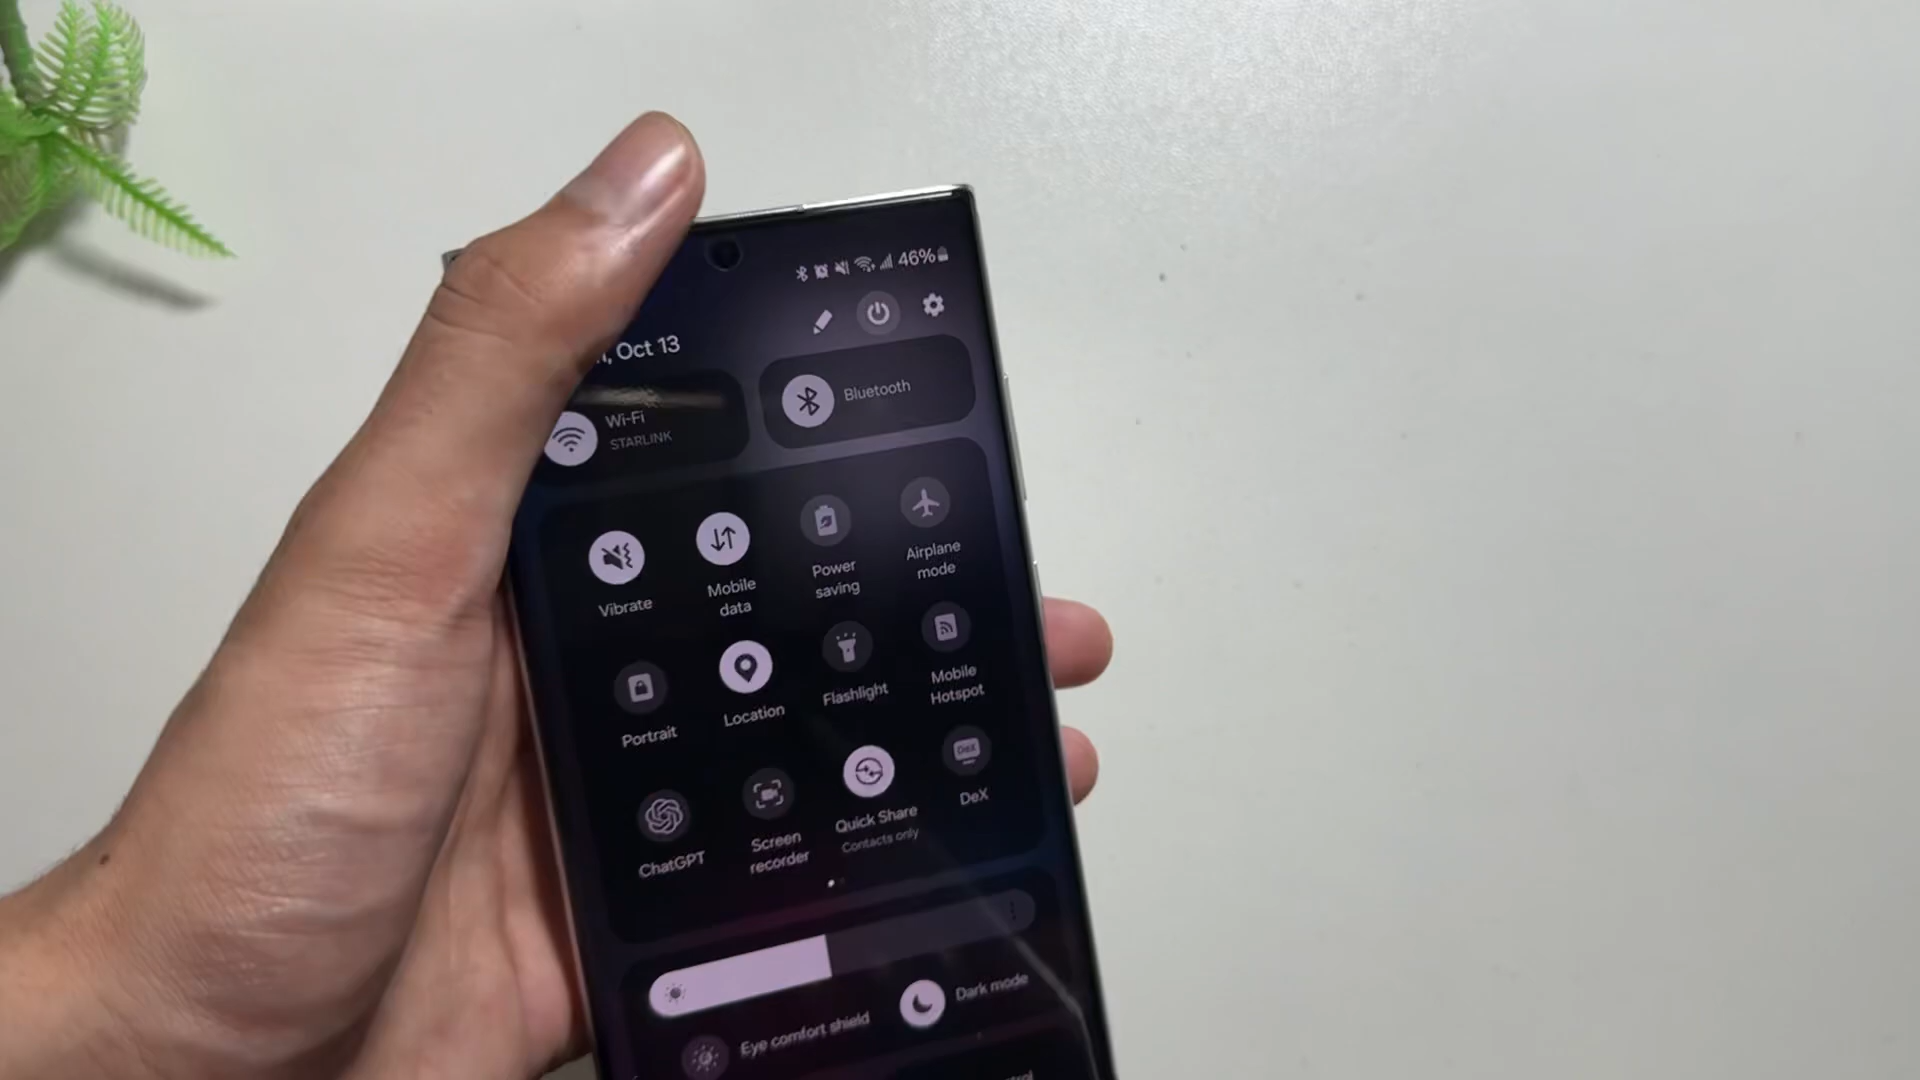 46%
, Oct 13
Wi-Fi
STARLINK
Bluetooth
Vibrate
Mobile
data
Power
saving
Airplane
mode
Portrait
Location
Flashlight
Mobile
Hotspot
ChatGPT
Screen
recorder
Quick Share
Contacts only
DeX
DeX
Eye comfort shield
Dark mode